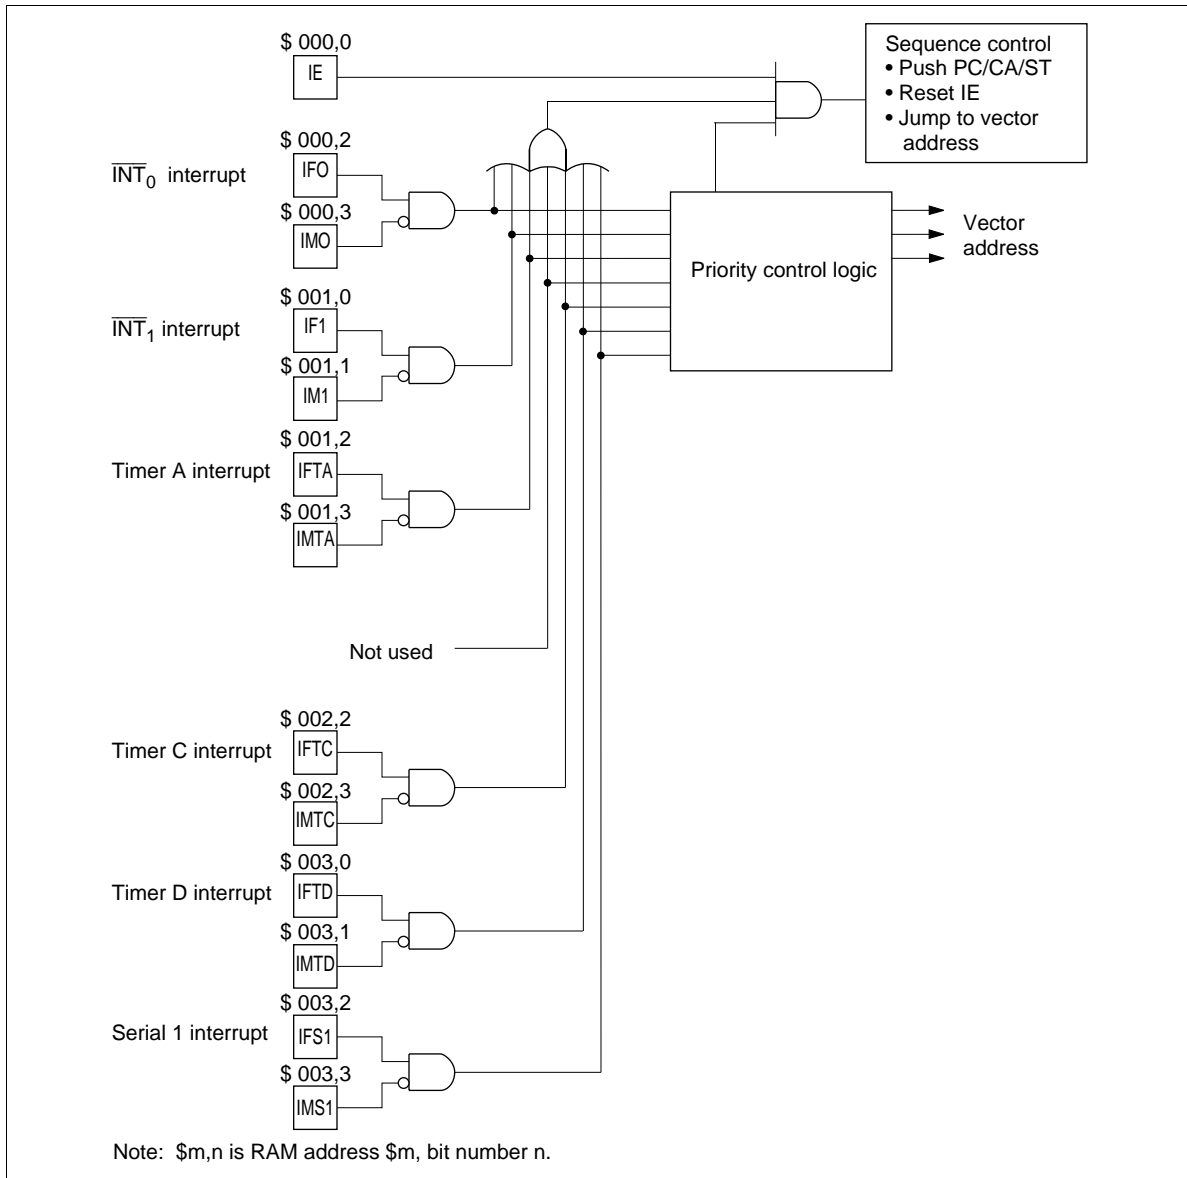 $ 000,0
IE
Sequence control
• Push PC/CA/ST
• Reset IE
• Jump to vector
address
$ 000,2
INT0 interrupt
IFO
$ 000,3
IMO
Vector
address
Priority control logic
$ 001,0
INT1 interrupt
IF1
$ 001,1
IM1
$ 001,2
Timer A interrupt
IFTA
$ 001,3
IMTA
Not used
$ 002,2
Timer C interrupt
IFTC
$ 002,3
IMTC
$ 003,0
Timer D interrupt
IFTD
$ 003,1
IMTD
$ 003,2
Serial 1 interrupt
IFS1
$ 003,3
IMS1
Note: $m,n is RAM address $m, bit number n.